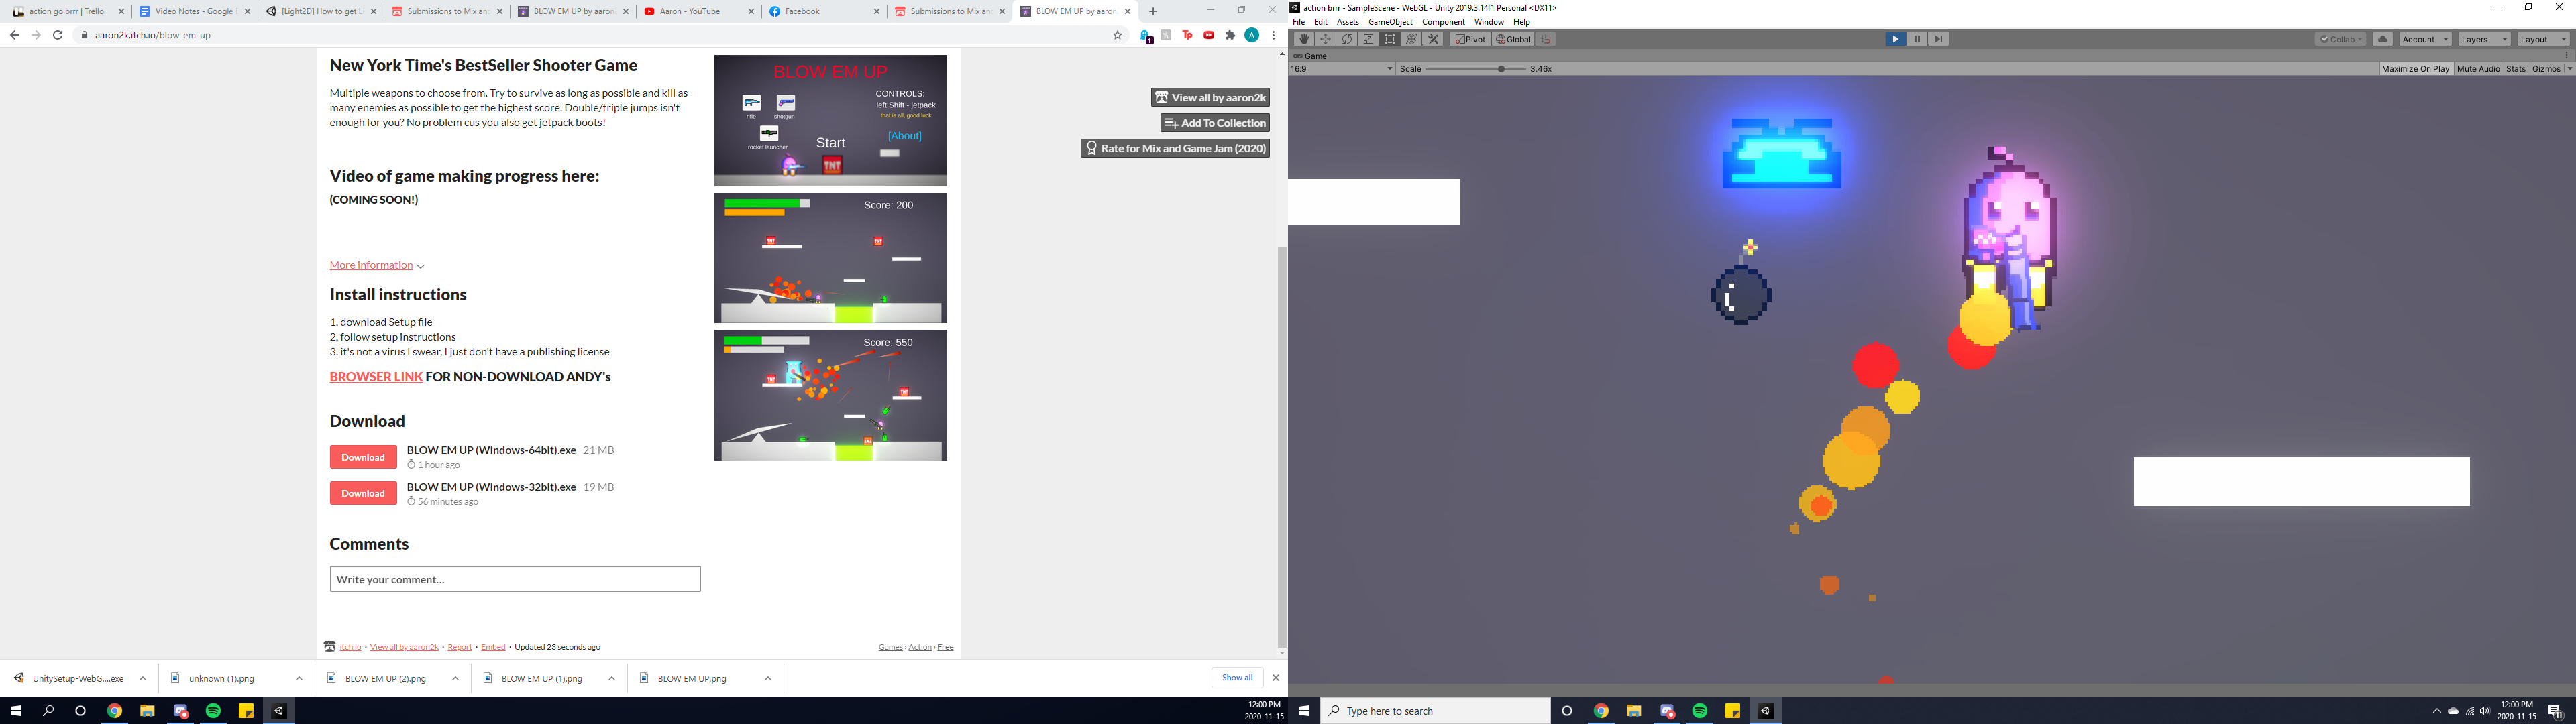 action go brrr | Trello
Video Notes - Google
[Light2D] How to get L
Submissions to Mix and
BLOW EM UP by aaron
Aaron - YouTube
Facebook
Submissions to Mix and
BLOW EM UP by aaron
aaron2k.itch.io/blow-em-up
1
A
New York Time's BestSeller Shooter Game
Multiple weapons to choose from. Try to survive as long as possible and kill as
many enemies as possible to get the highest score. Double/triple jumps isn't
enough for you? No problem cus you also get jetpack boots!
Video of game making progress here:
(COMING SOON!)
More information
Install instructions
1. download Setup file
2. follow setup instructions
3. it's not a virus I swear, I just don't have a publishing license
BROWSER LINK FOR NON-DOWNLOAD ANDY's
Download
Download
BLOW EM UP (Windows-64bit).exe 21 MB
1 hour ago
Download
BLOW EM UP (Windows-32bit).exe 19 MB
56 minutes ago
Comments
Write your comment...
itch.io · View all by aaron2k · Report · Embed · Updated 23 seconds ago
Games › Action › Free
BLOW EM UP
CONTROLS:
left Shift - jetpack
that is all, good luck
rifle
shotgun
rocket launcher
Start
[About]
TNT
Score: 200
TNT
TNT
Score: 550
TNT
TNT
View all by aaron2k
Add To Collection
Rate for Mix and Game Jam (2020)
UnitySetup-WebG....exe
unknown (1).png
BLOW EM UP (2).png
BLOW EM UP (1).png
BLOW EM UP.png
Show all
12:00 PM
2020-11-15
action brrr - SampleScene - WebGL - Unity 2019.3.14f1 Personal <DX11>
File Edit Assets GameObject Component Window Help
Pivot
Global
Collab
Account
Layers
Layout
Game
16:9
Scale
3.46x
Maximize On Play
Mute Audio
Stats
Gizmos
Type here to search
12:00 PM
2020-11-15